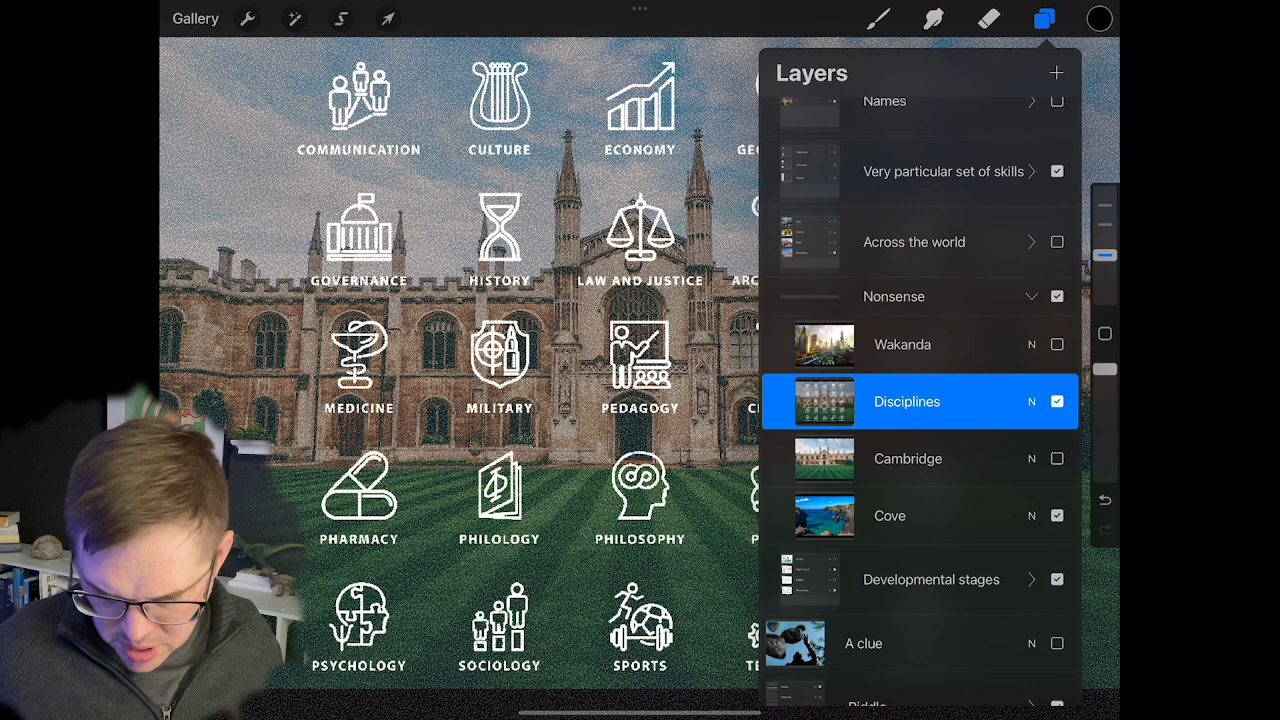 Gallery
Layers
Names
Very particular set of skills
Across the world
Nonsense
Wakanda N
Disciplines N
Cambridge N
Cove N
Developmental stages
A clue N
COMMUNICATION CULTURE ECONOMY
GOVERNANCE HISTORY LAW AND JUSTICE ARC
MEDICINE MILITARY PEDAGOGY
PHARMACY PHILOLOGY PHILOSOPHY
PSYCHOLOGY SOCIOLOGY SPORTS